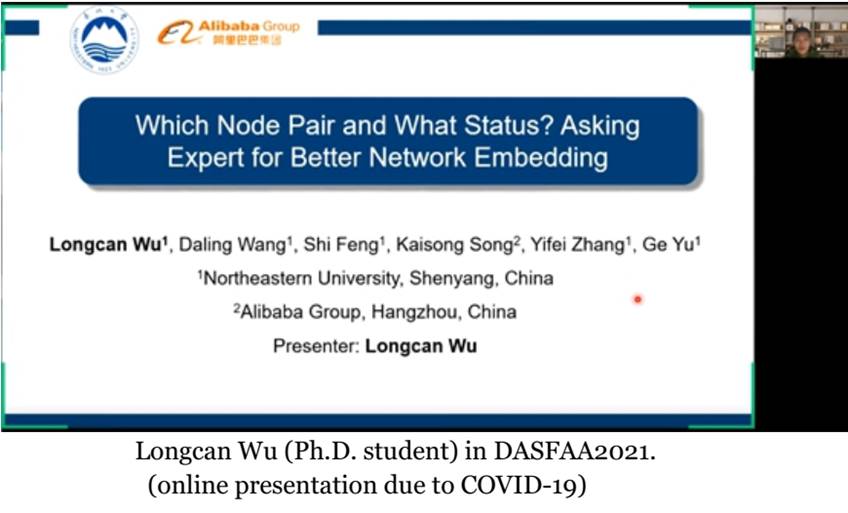 Alibaba Group
阿里巴巴集团
Which Node Pair and What Status? Asking
Expert for Better Network Embedding
Longcan Wu¹, Daling Wang¹, Shi Feng¹, Kaisong Song², Yifei Zhang¹, Ge Yu¹
¹Northeastern University, Shenyang, China
²Alibaba Group, Hangzhou, China
Presenter: Longcan Wu
Longcan Wu (Ph.D. student) in DASFAA2021.
(online presentation due to COVID-19)